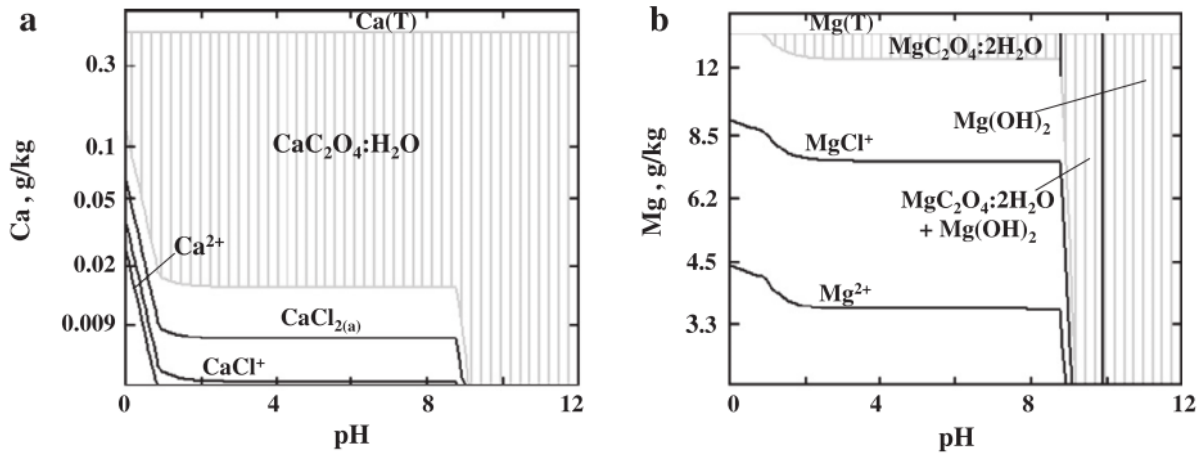 a
Ca(T)
0.3
0.1
0.05
0.02
0.009
Ca , g/kg
CaC₂O₄:H₂O
Ca²⁺
CaCl₂₍ₐ₎
CaCl⁺
0
4
8
12
pH
b
Mg(T)
MgC₂O₄:2H₂O
12
8.5
6.2
4.5
3.3
Mg , g/kg
Mg(OH)₂
MgCl⁺
MgC₂O₄:2H₂O
+ Mg(OH)₂
Mg²⁺
0
4
8
12
pH